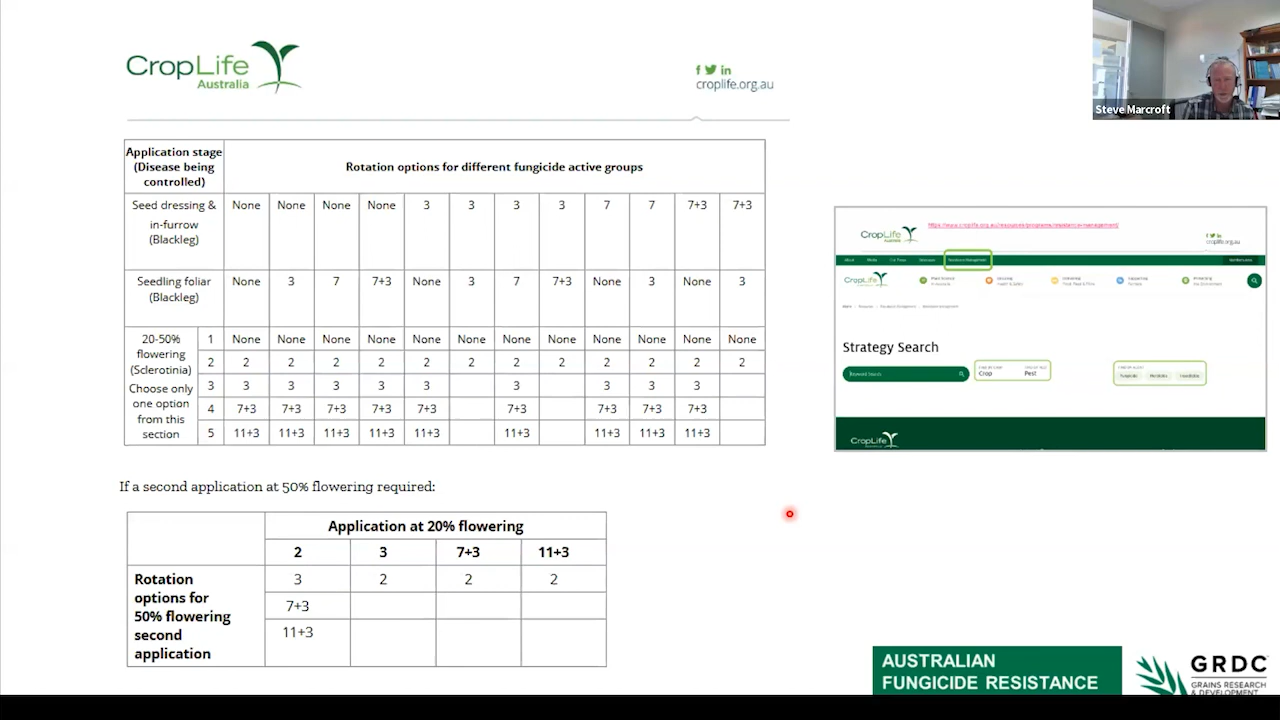 CropLife
Australia
croplife.org.au
Steve Marcroft
Application stage (Disease being controlled) Rotation options for different fungicide active groups
Seed dressing & in-furrow (Blackleg) None None None None 3 3 3 3 7 7 7+3 7+3
Seedling foliar (Blackleg) None 3 7 7+3 None 3 7 7+3 None 3 None 3
20-50% flowering (Sclerotinia) Choose only one option from this section
1 None None None None None None None None None None None None
2 2 2 2 2 2 2 2 2 2 2 2 2
3 3 3 3 3 3 3 3 3 3
4 7+3 7+3 7+3 7+3 7+3 7+3 7+3 7+3 7+3
5 11+3 11+3 11+3 11+3 11+3 11+3 11+3 11+3 11+3
If a second application at 50% flowering required:
Application at 20% flowering
2 3 7+3 11+3
Rotation options for 50% flowering second application
3 2 2 2
7+3
11+3
CropLife
croplife.org.au
CropLife
Strategy Search
Crop
Pest
CropLife
AUSTRALIAN
FUNGICIDE RESISTANCE
GRDC
GRAINS RESEARCH
& DEVELOPMENT